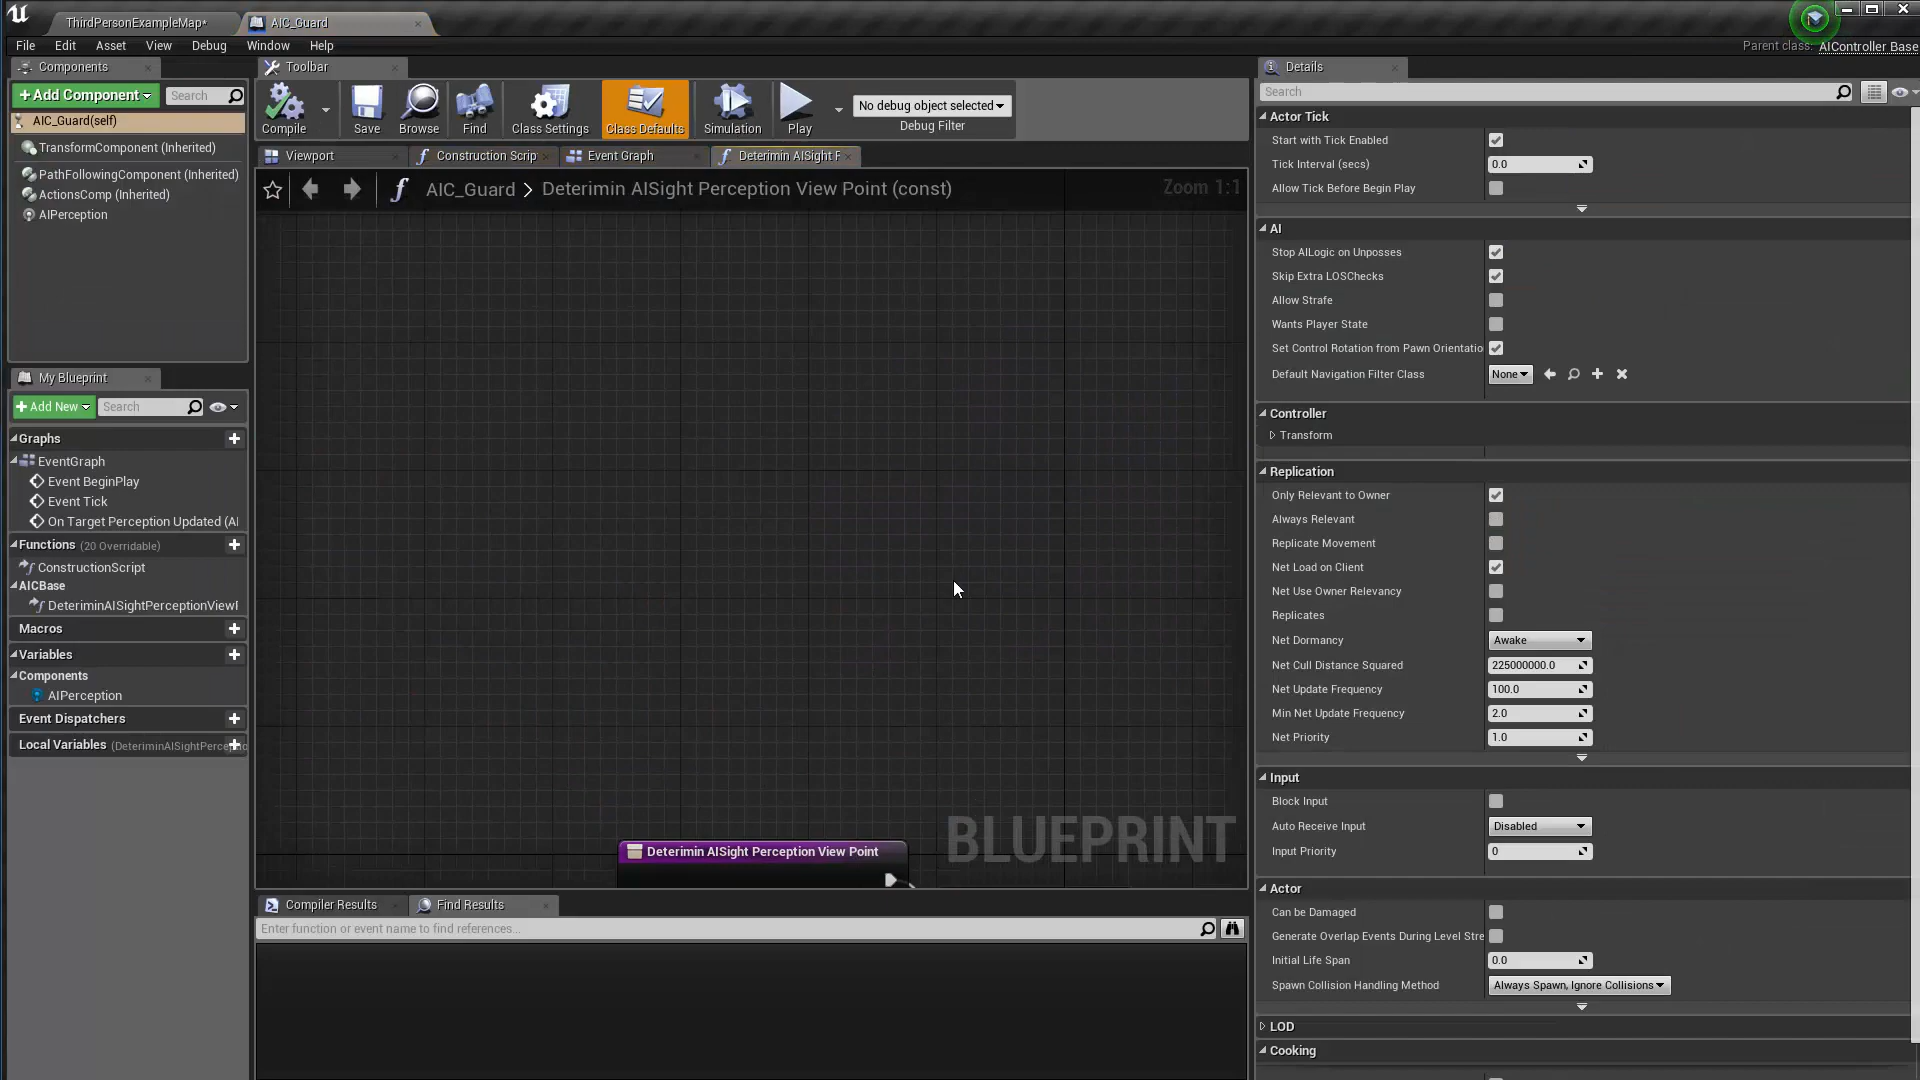 ThirdPersonExampleMap*
AIC_Guard
File Edit Asset View Debug Window Help
Parent class: AIController Base
Components
+Add Component
Search
AIC_Guard(self)
TransformComponent (Inherited)
PathFollowingComponent (Inherited)
ActionsComp (Inherited)
AIPerception
My Blueprint
+Add New
Search
Graphs
EventGraph
Event BeginPlay
Event Tick
On Target Perception Updated (AI
Functions (20 Overridable)
ConstructionScript
AICBase
DeteriminAISightPerceptionViewP
Macros
Variables
Components
AIPerception
Event Dispatchers
Local Variables (DeteriminAISightPerceptio
Toolbar
Compile
Save
Browse
Find
Class Settings
Class Defaults
Simulation
Play
No debug object selected
Debug Filter
Viewport
Construction Scrip
Event Graph
Determin AISight F
AIC_Guard > Deterimin AISight Perception View Point (const)
Zoom 1:1
Deterimin AISight Perception View Point
BLUEPRINT
Compiler Results
Find Results
Enter function or event name to find references...
Details
Search
Actor Tick
Start with Tick Enabled
Tick Interval (secs) 0.0
Allow Tick Before Begin Play
AI
Stop AILogic on Unposses
Skip Extra LOSChecks
Allow Strafe
Wants Player State
Set Control Rotation from Pawn Orientatio
Default Navigation Filter Class None
Controller
Transform
Replication
Only Relevant to Owner
Always Relevant
Replicate Movement
Net Load on Client
Net Use Owner Relevancy
Replicates
Net Dormancy Awake
Net Cull Distance Squared 225000000.0
Net Update Frequency 100.0
Min Net Update Frequency 2.0
Net Priority 1.0
Input
Block Input
Auto Receive Input Disabled
Input Priority 0
Actor
Can be Damaged
Generate Overlap Events During Level Stre
Initial Life Span 0.0
Spawn Collision Handling Method Always Spawn, Ignore Collisions
LOD
Cooking